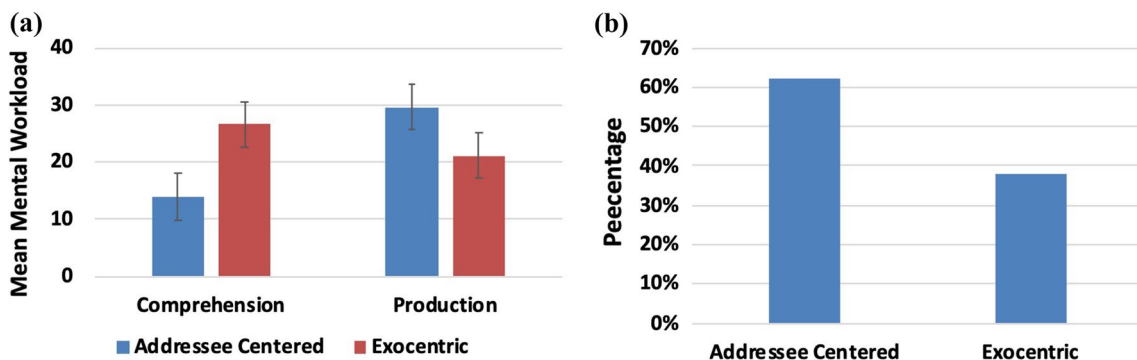 (a)
Mean Mental Workload
40
30
20
10
0
Comprehension
Production
Addressee Centered
Exocentric
(b)
Peecentage
70%
60%
50%
40%
30%
20%
10%
0%
Addressee Centered
Exocentric